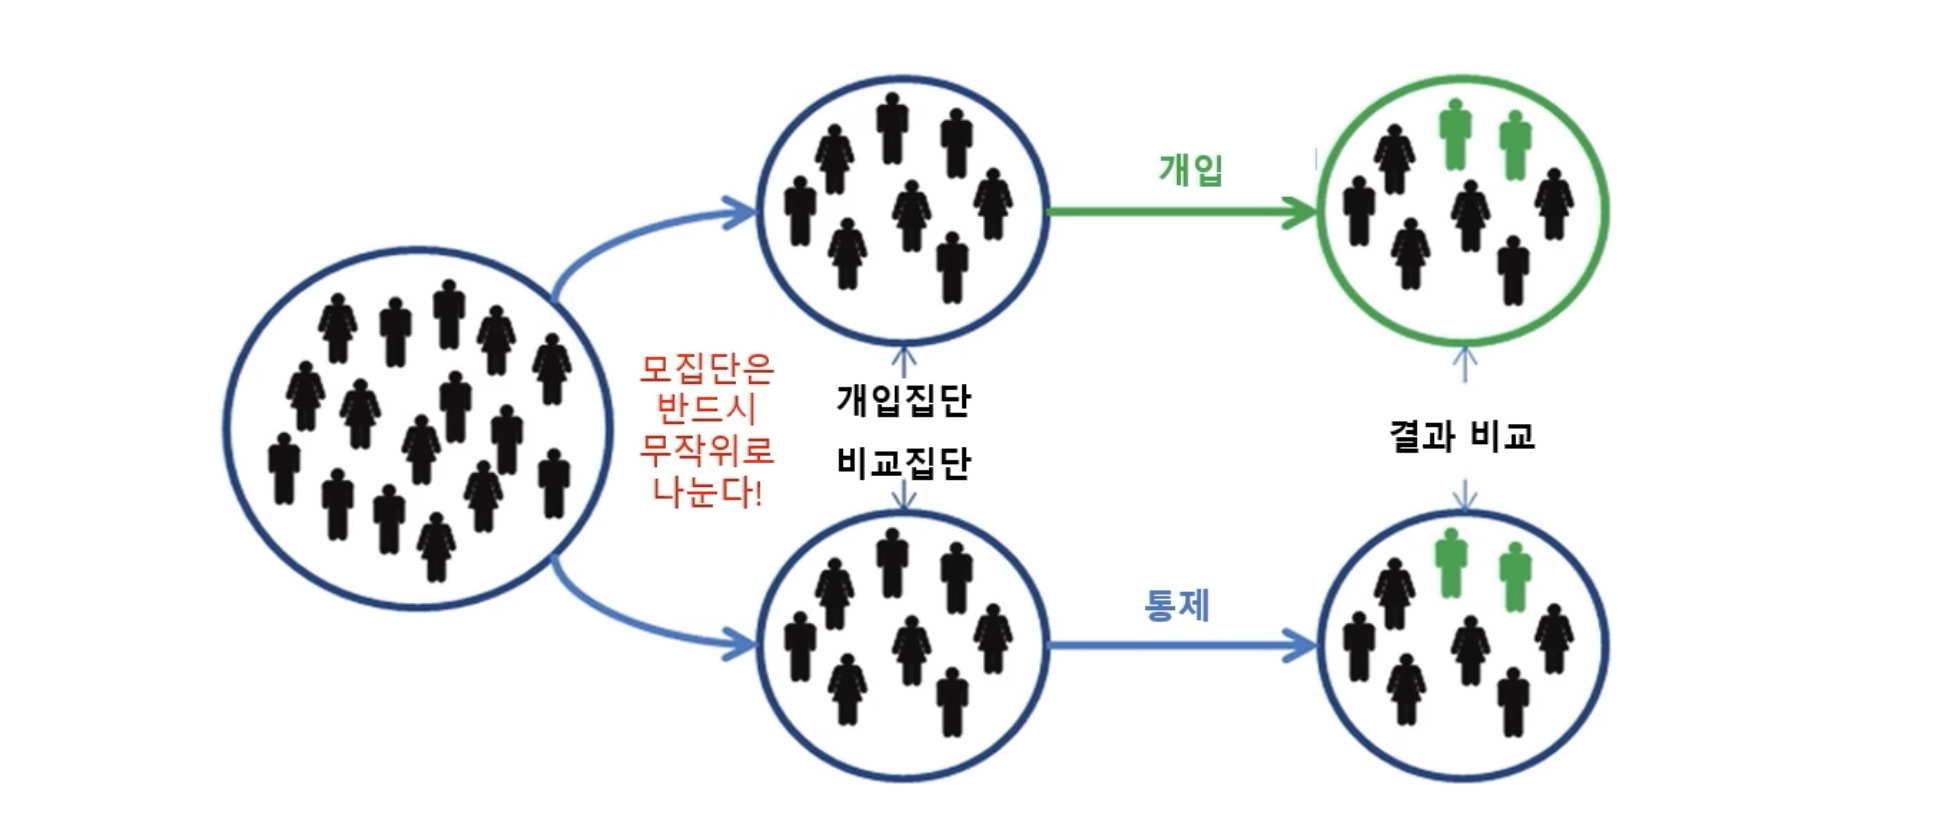 개입
모집단은
반드시
무작위로
나눈다!
개입집단
비교집단
결과 비교
통제